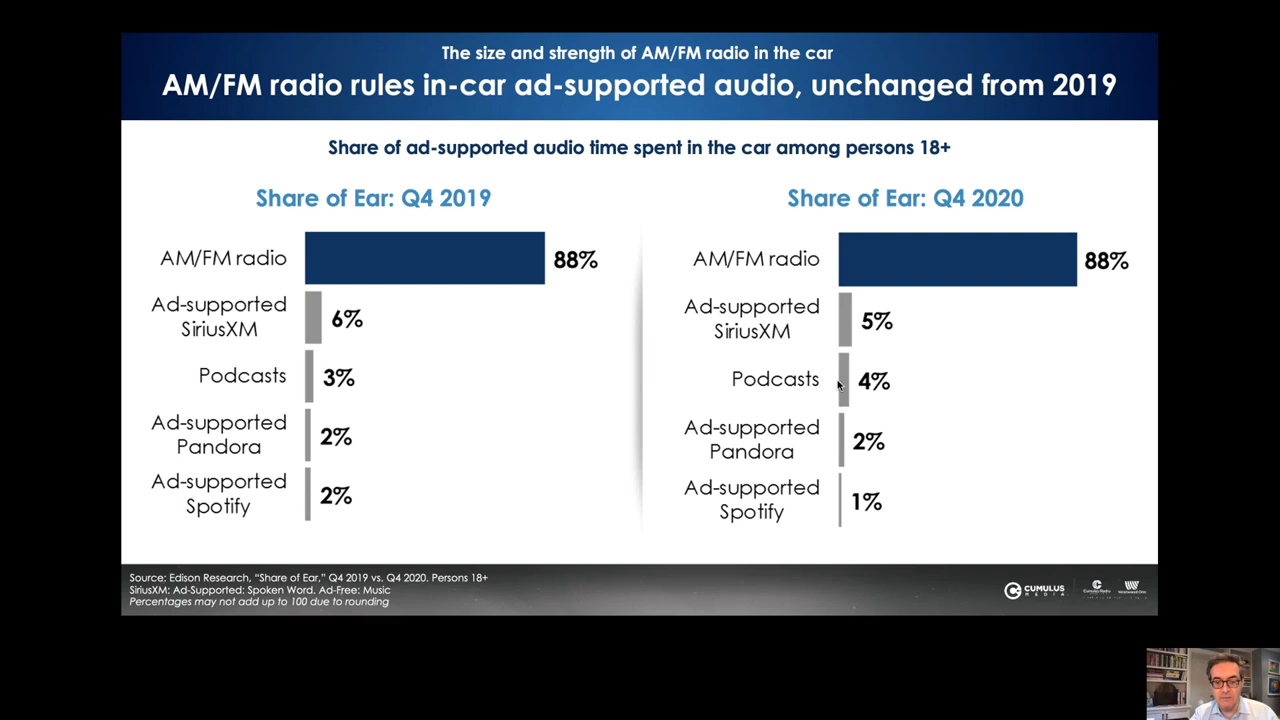 The size and strength of AM/FM radio in the car
AM/FM radio rules in-car ad-supported audio, unchanged from 2019
Share of ad-supported audio time spent in the car among persons 18+
Share of Ear: Q4 2019
AM/FM radio
88%
Ad-supported
SiriusXM
6%
Podcasts
3%
Ad-supported
Pandora
2%
Ad-supported
Spotify
2%
Share of Ear: Q4 2020
AM/FM radio
88%
Ad-supported
SiriusXM
5%
Podcasts
4%
Ad-supported
Pandora
2%
Ad-supported
Spotify
1%
Source: Edison Research, “Share of Ear,” Q4 2019 vs. Q4 2020. Persons 18+
SiriusXM: Ad-Supported: Spoken Word. Ad-Free: Music
Percentages may not add up to 100 due to rounding
CUMULUS
MEDIA
Cumulus Media
Westwood One